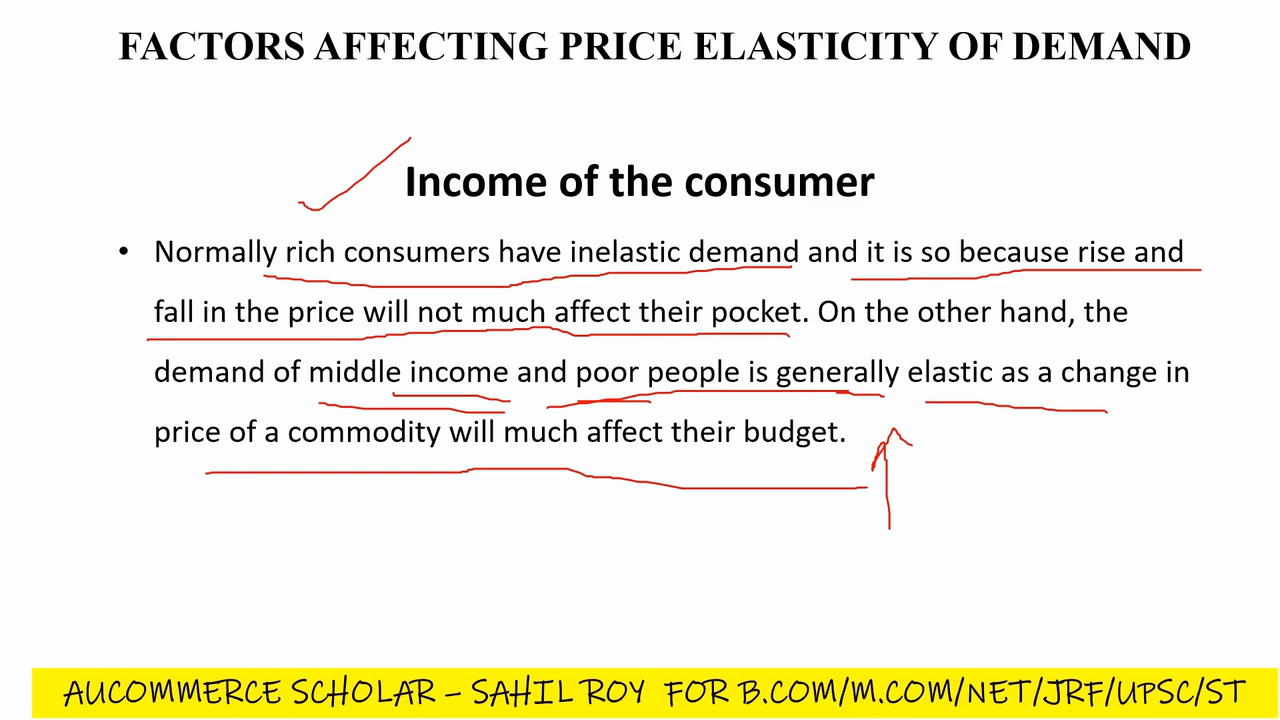 FACTORS AFFECTING PRICE ELASTICITY OF DEMAND
Income of the consumer
• Normally rich consumers have inelastic demand and it is so because rise and
fall in the price will not much affect their pocket. On the other hand, the
demand of middle income and poor people is generally elastic as a change in
price of a commodity will much affect their budget.
AUCOMMERCE SCHOLAR – SAHIL ROY FOR B.COM/M.COM/NET/JRF/UPSC/ST